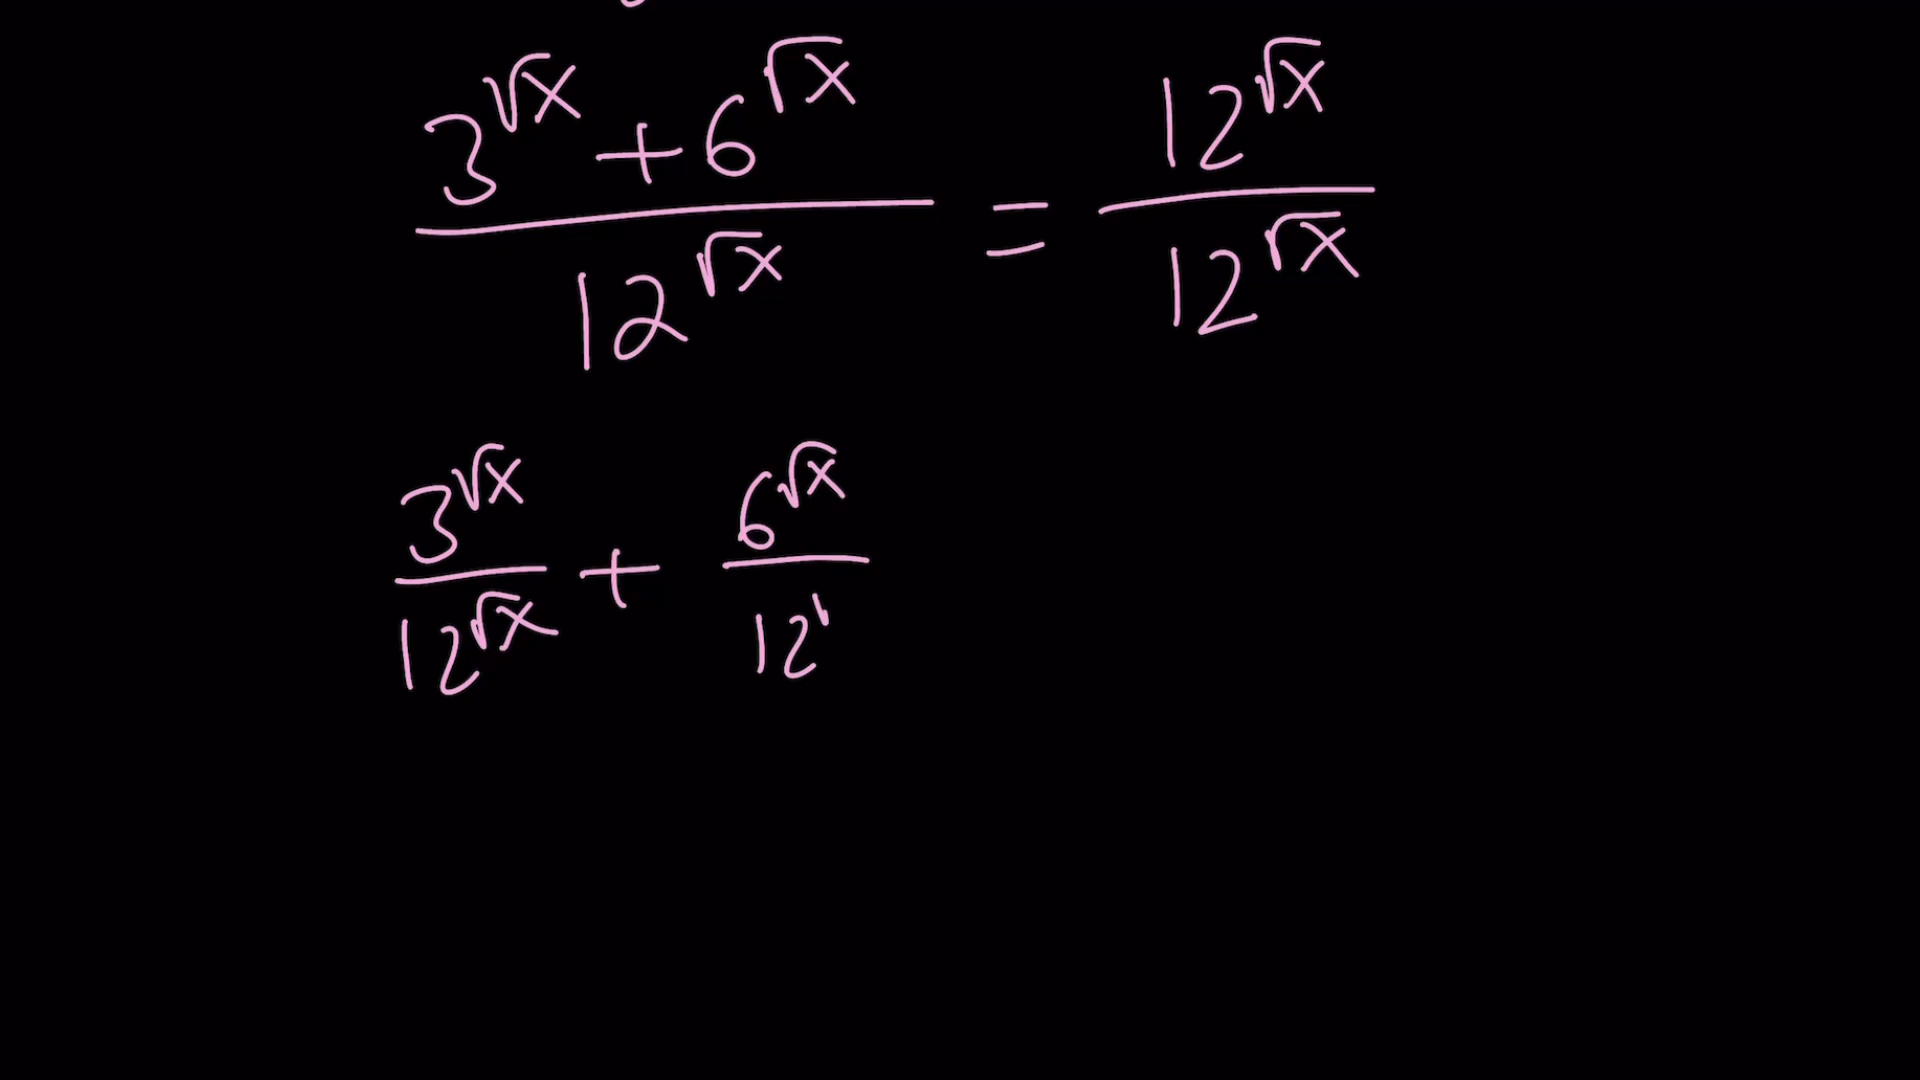 (3^√x + 6^√x)/12^√x = 12^√x/12^√x
3^√x/12^√x + 6^√x/12